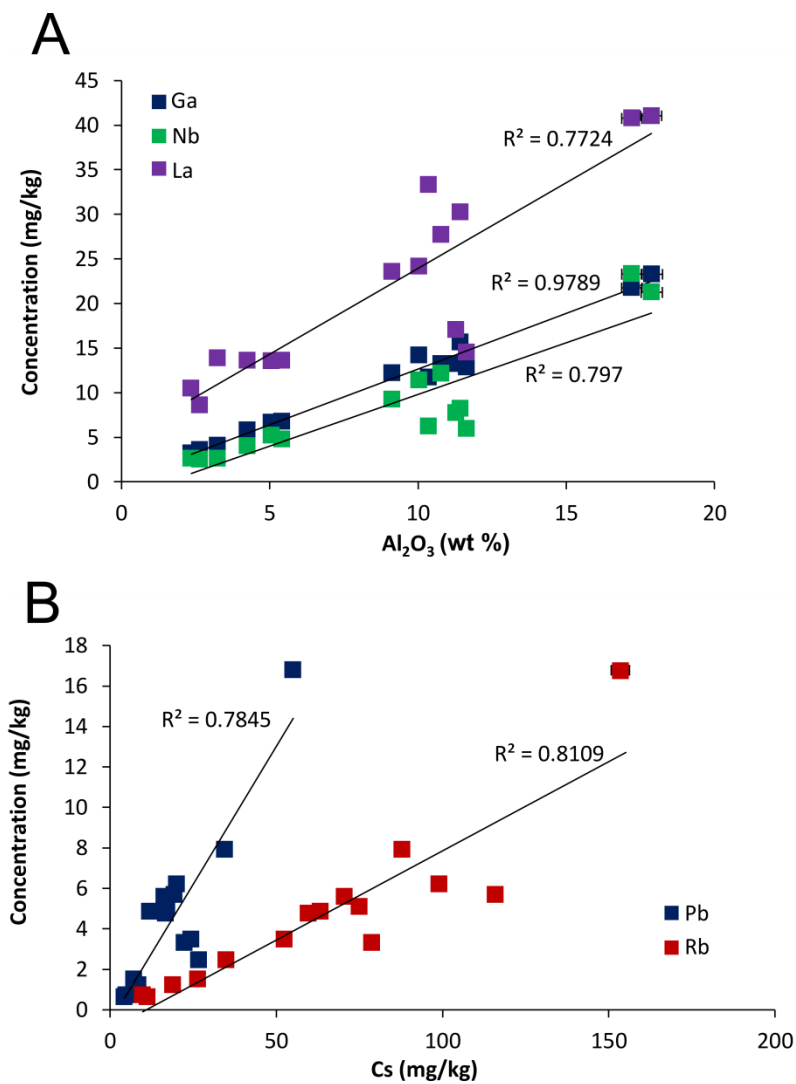 A
45
40
35
30
25
20
15
10
5
0
Concentration (mg/kg)
Ga
Nb
La
R² = 0.7724
R² = 0.9789
R² = 0.797
0 5 10 15 20
Al₂O₃ (wt %)
B
18
16
14
12
10
8
6
4
2
0
Concentration (mg/kg)
R² = 0.7845
R² = 0.8109
Pb
Rb
0 50 100 150 200
Cs (mg/kg)